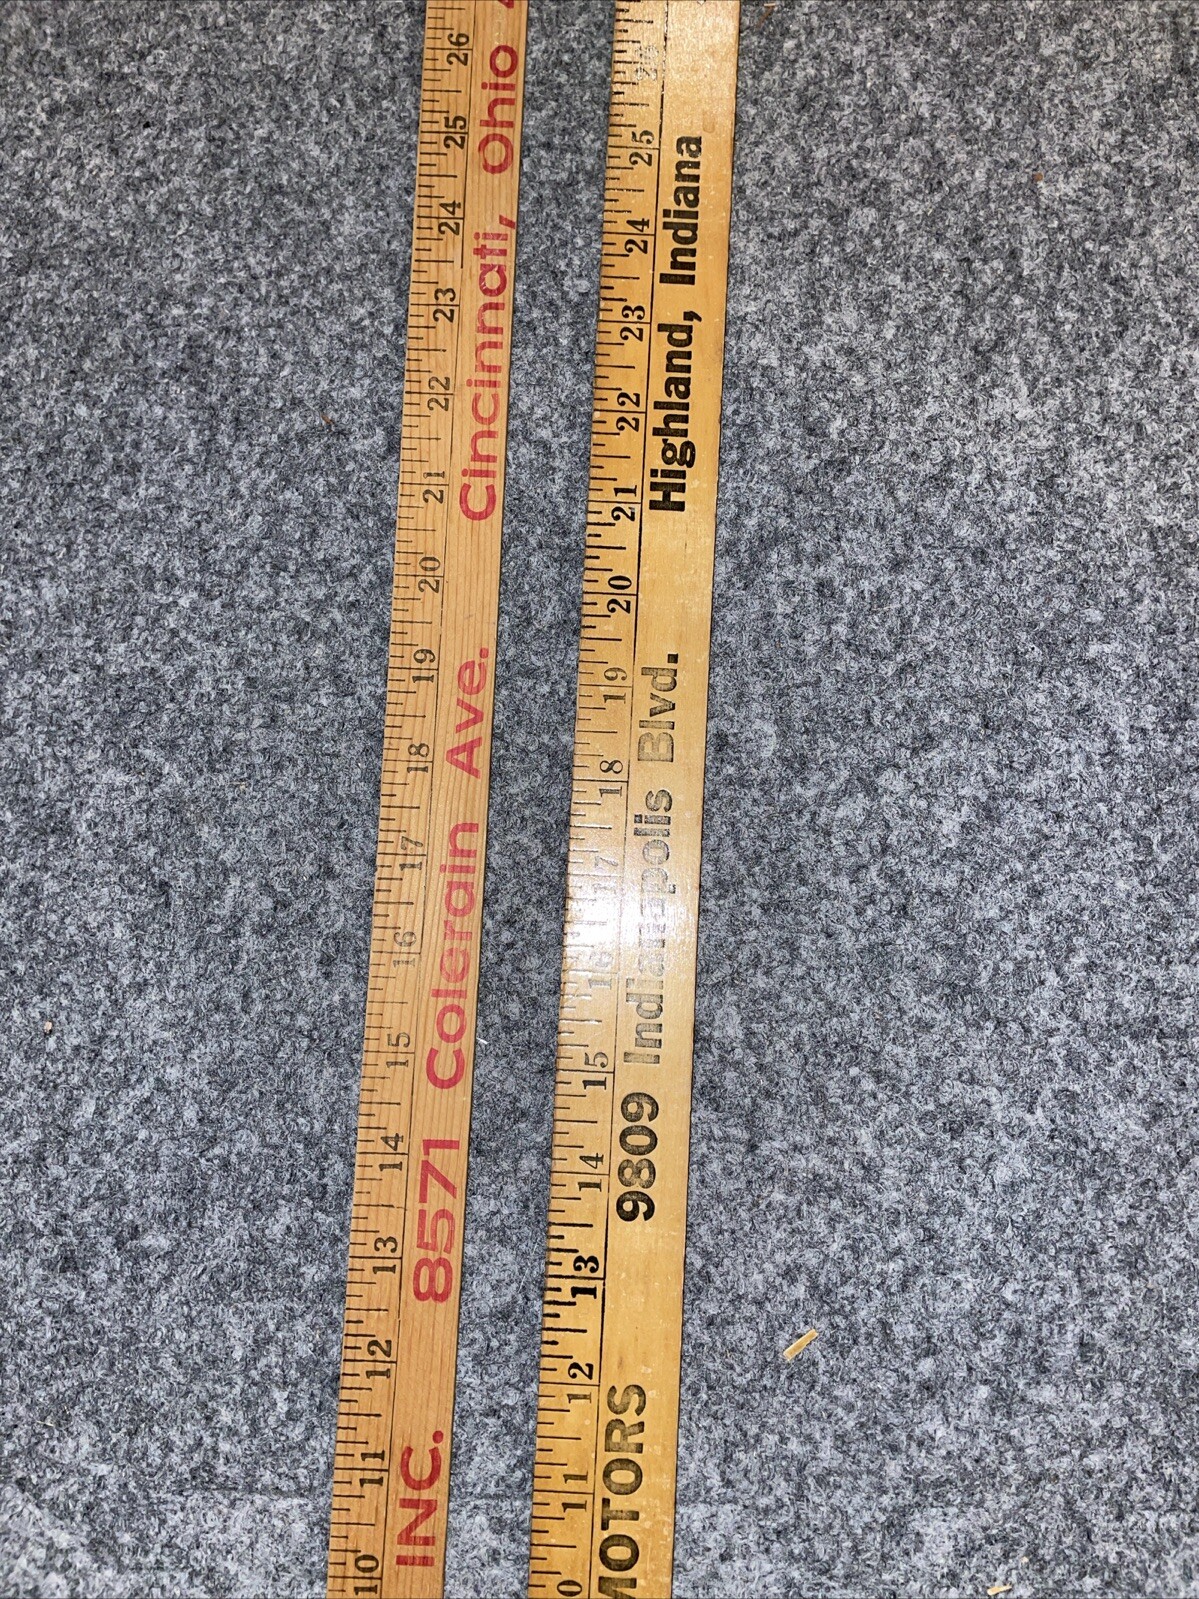 INC. 8571 Colerain Ave. Cincinnati, Ohio
10 11 12 13 14 15 16 17 18 19 20 21 22 23 24 25 26
MOTORS 9809 Indianapolis Blvd. Highland, Indiana
0 11 12 13 14 15 16 17 18 19 20 21 22 23 24 25